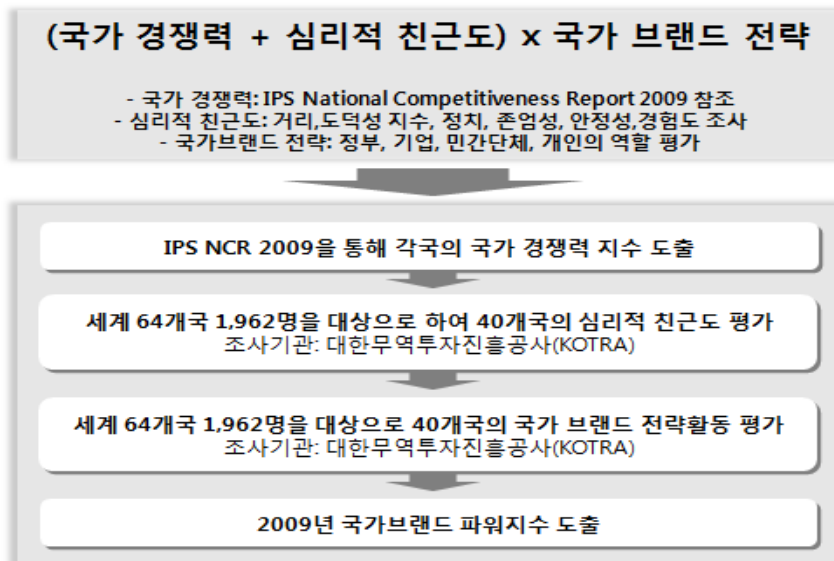 (국가 경쟁력 + 심리적 친근도) x 국가 브랜드 전략
- 국가 경쟁력: IPS National Competitiveness Report 2009 참조
- 심리적 친근도: 거리,도덕성 지수, 정치, 존엄성, 안정성,경험도 조사
- 국가브랜드 전략: 정부, 기업, 민간단체, 개인의 역할 평가
IPS NCR 2009을 통해 각국의 국가 경쟁력 지수 도출
세계 64개국 1,962명을 대상으로 하여 40개국의 심리적 친근도 평가
조사기관: 대한무역투자진흥공사(KOTRA)
세계 64개국 1,962명을 대상으로 40개국의 국가 브랜드 전략활동 평가
조사기관: 대한무역투자진흥공사(KOTRA)
2009년 국가브랜드 파워지수 도출